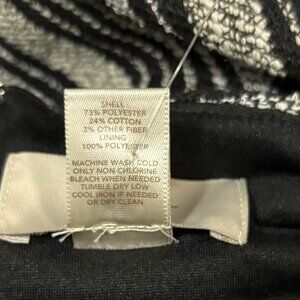 SHELL
73% POLYESTER
24% COTTON
3% OTHER FIBER
LINING
100% POLYESTER
MACHINE WASH COLD
ONLY NON-CHLORINE
BLEACH WHEN NEEDED
TUMBLE DRY LOW
COOL IRON IF NEEDED
OR DRY CLEAN